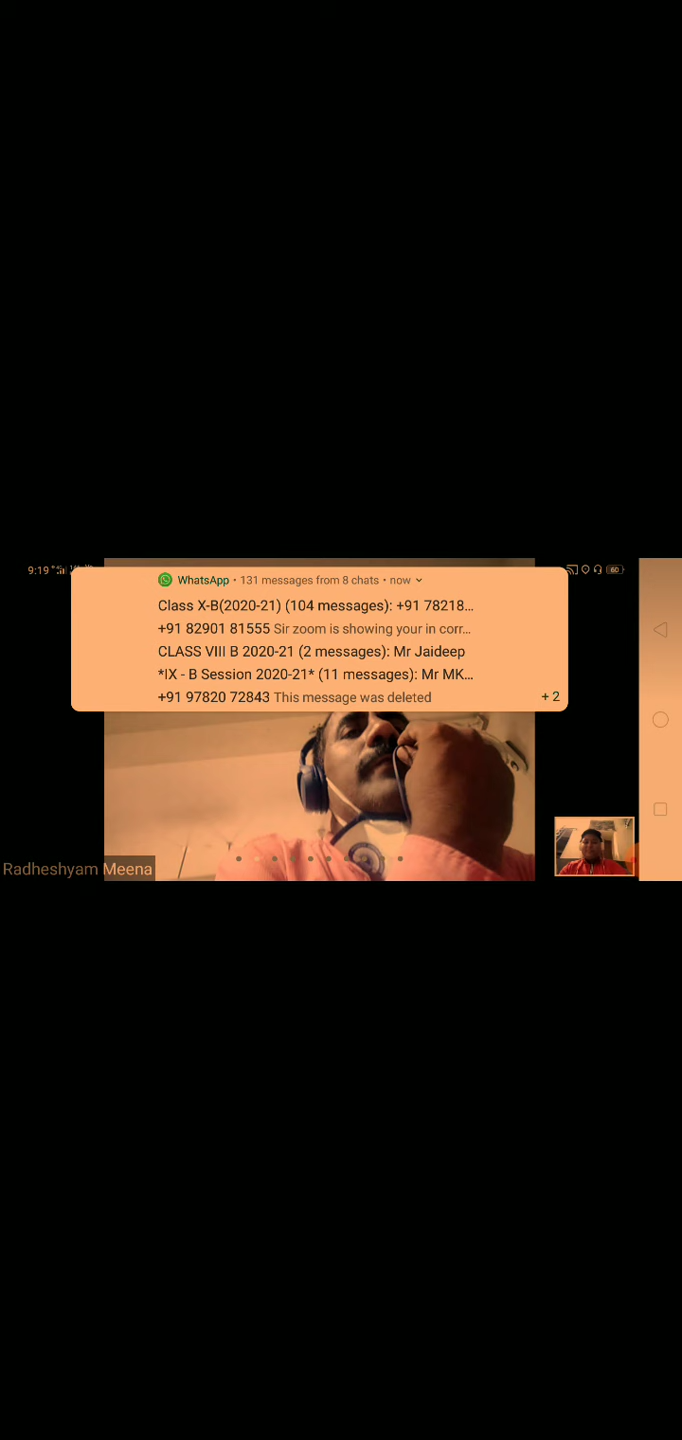 9:19
60
WhatsApp • 131 messages from 8 chats • now
Class X-B(2020-21) (104 messages): +91 78218...
+91 82901 81555 Sir zoom is showing your in corr...
CLASS VIII B 2020-21 (2 messages): Mr Jaideep
*IX - B Session 2020-21* (11 messages): Mr MK...
+91 97820 72843 This message was deleted
+ 2
Radheshyam Meena